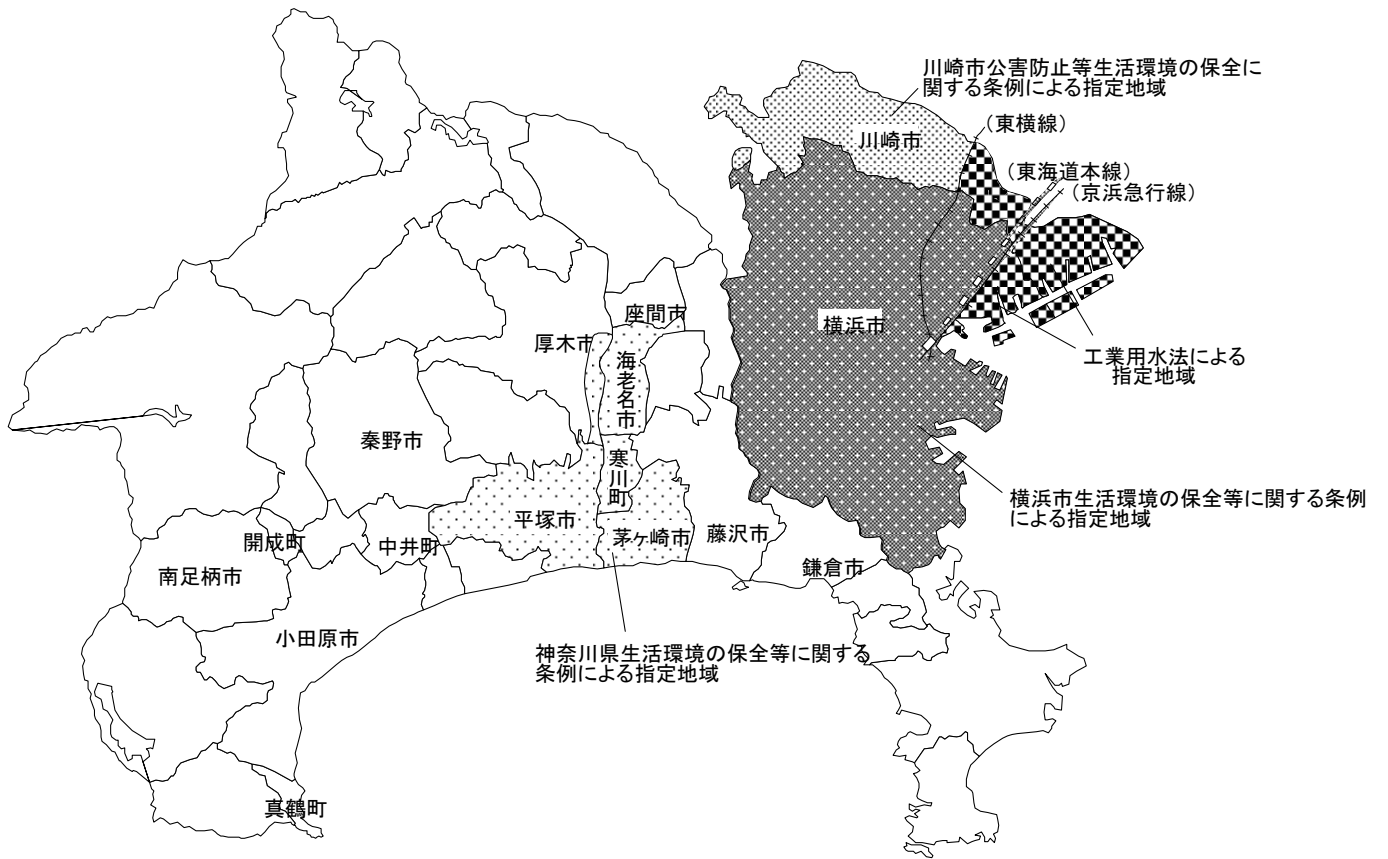 川崎市公害防止等生活環境の保全に
関する条例による指定地域
(東横線)
川崎市
(東海道本線)
(京浜急行線)
座間市
横浜市
厚木市
工業用水法による
指定地域
海老名市
秦野市
寒川町
横浜市生活環境の保全等に関する条例
による指定地域
平塚市
茅ヶ崎市
藤沢市
開成町
中井町
鎌倉市
南足柄市
小田原市
神奈川県生活環境の保全等に関する
条例による指定地域
真鶴町